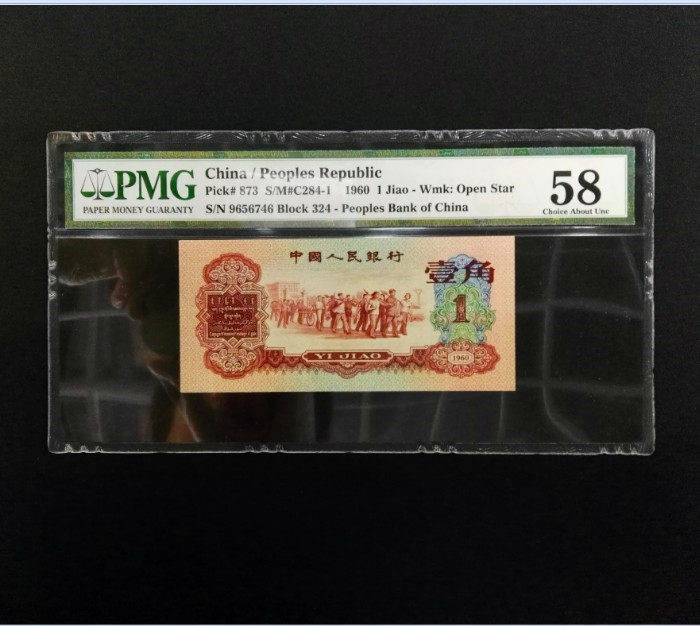 PMG
PAPER MONEY GUARANTY
China / Peoples Republic
Pick# 873 S/M#C284-1 1960 1 Jiao - Wmk: Open Star
S/N 9656746 Block 324 - Peoples Bank of China
58
Choice About Unc
中國人民銀行
壹角
1
YI JIAO
1960